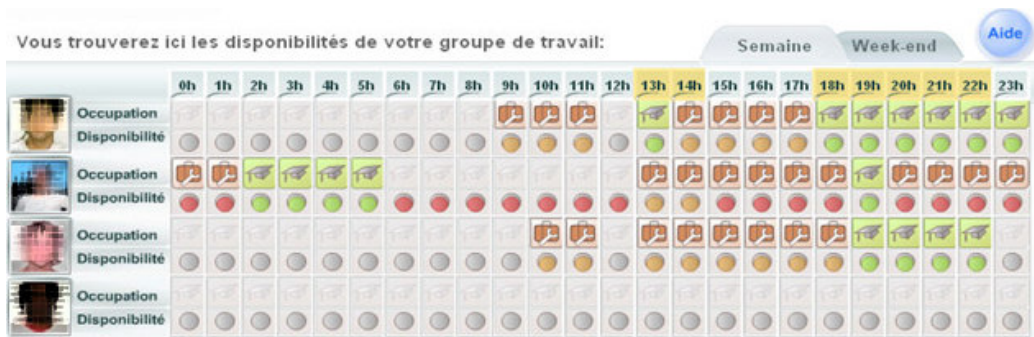 Vous trouverez ici les disponibilités de votre groupe de travail:
Semaine
Week-end
Aide
0h 1h 2h 3h 4h 5h 6h 7h 8h 9h 10h 11h 12h 13h 14h 15h 16h 17h 18h 19h 20h 21h 22h 23h
Occupation
Disponibilité
Occupation
Disponibilité
Occupation
Disponibilité
Occupation
Disponibilité